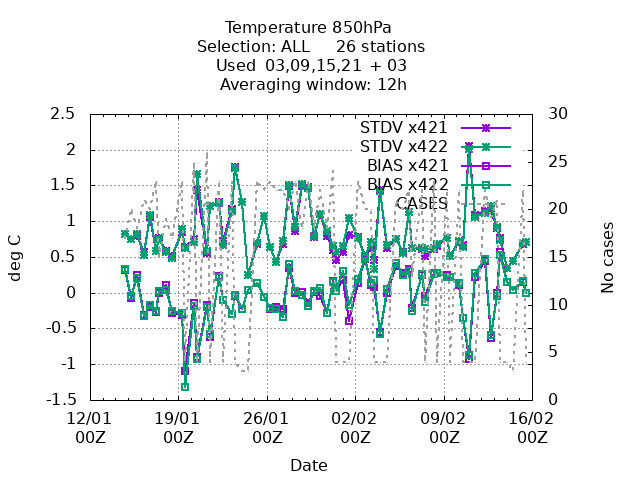 Temperature 850hPa
Selection: ALL     26 stations
Used  03,09,15,21 + 03
Averaging window: 12h
2.5
2
1.5
1
0.5
0
-0.5
-1
-1.5
deg C
30
25
20
15
10
5
0
No cases
STDV x421
STDV x422
BIAS x421
BIAS x422
CASES
12/01 00Z
19/01 00Z
26/01 00Z
02/02 00Z
09/02 00Z
16/02 00Z
Date